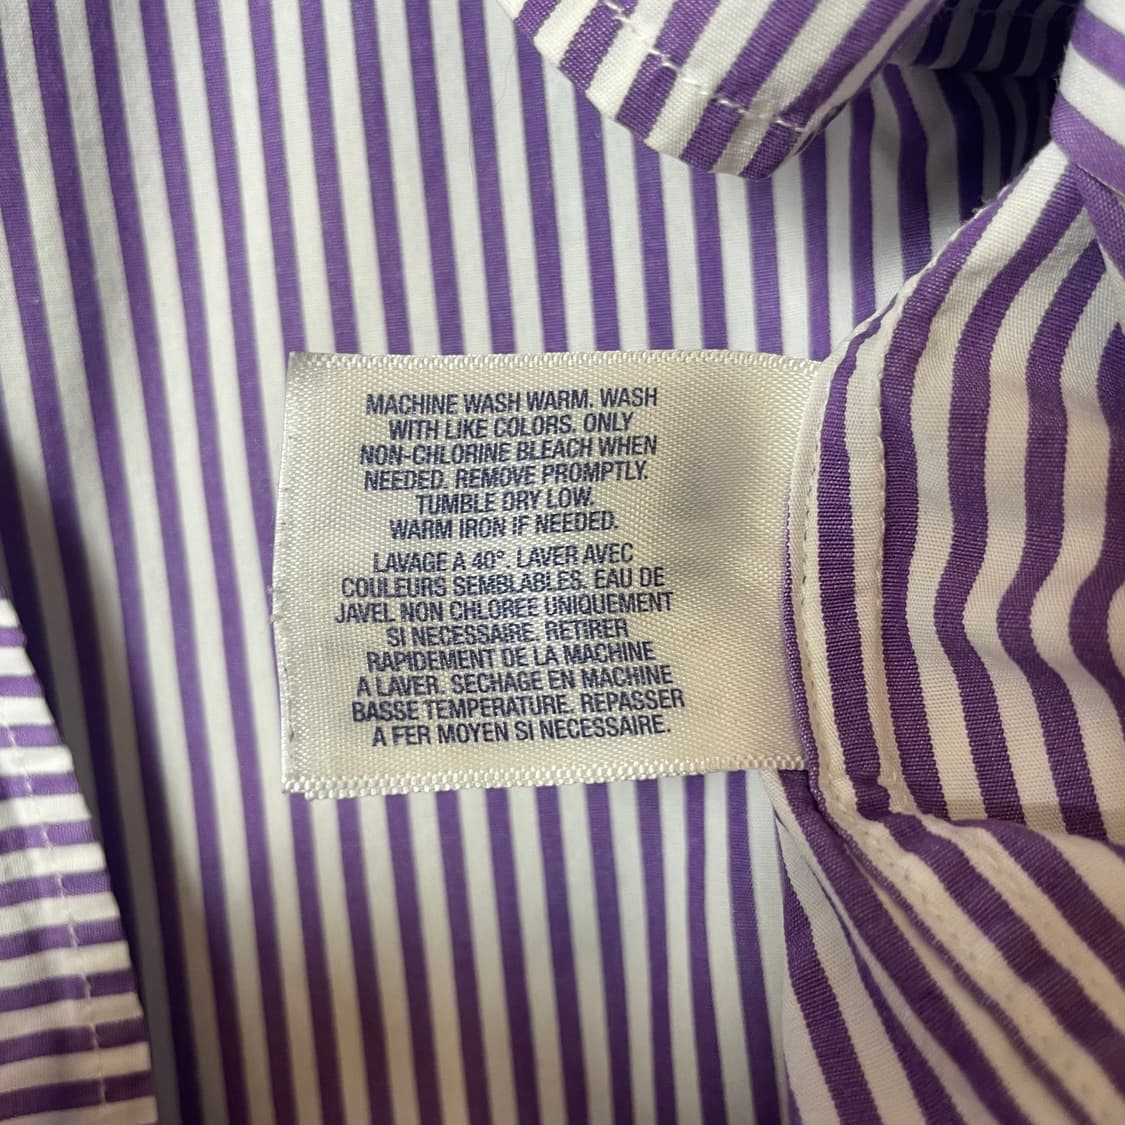 MACHINE WASH WARM. WASH
WITH LIKE COLORS. ONLY
NON-CHLORINE BLEACH WHEN
NEEDED. REMOVE PROMPTLY.
TUMBLE DRY LOW.
WARM IRON IF NEEDED.
LAVAGE A 40°. LAVER AVEC
COULEURS SEMBLABLES. EAU DE
JAVEL NON CHLOREE UNIQUEMENT
SI NECESSAIRE. RETIRER
RAPIDEMENT DE LA MACHINE
A LAVER. SECHAGE EN MACHINE
BASSE TEMPERATURE. REPASSER
A FER MOYEN SI NECESSAIRE.